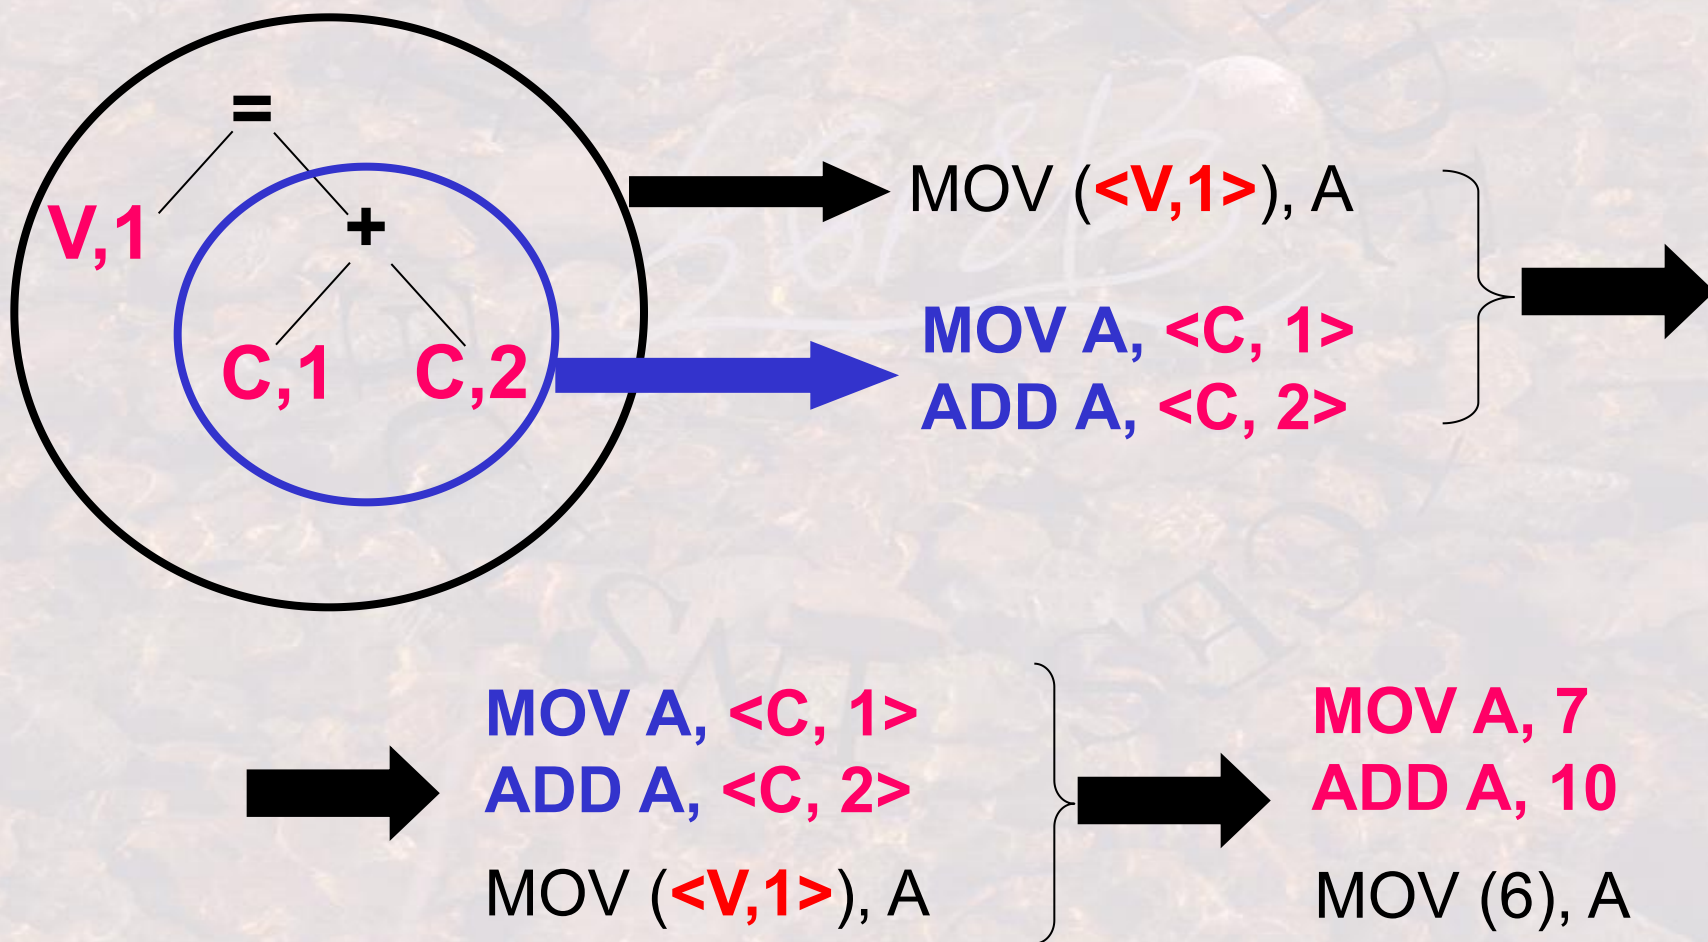 =
V,1
+
C,1 C,2
MOV (<V,1>), A
MOV A, <C, 1>
ADD A, <C, 2>
MOV A, <C, 1>
ADD A, <C, 2>
MOV (<V,1>), A
MOV A, 7
ADD A, 10
MOV (6), A